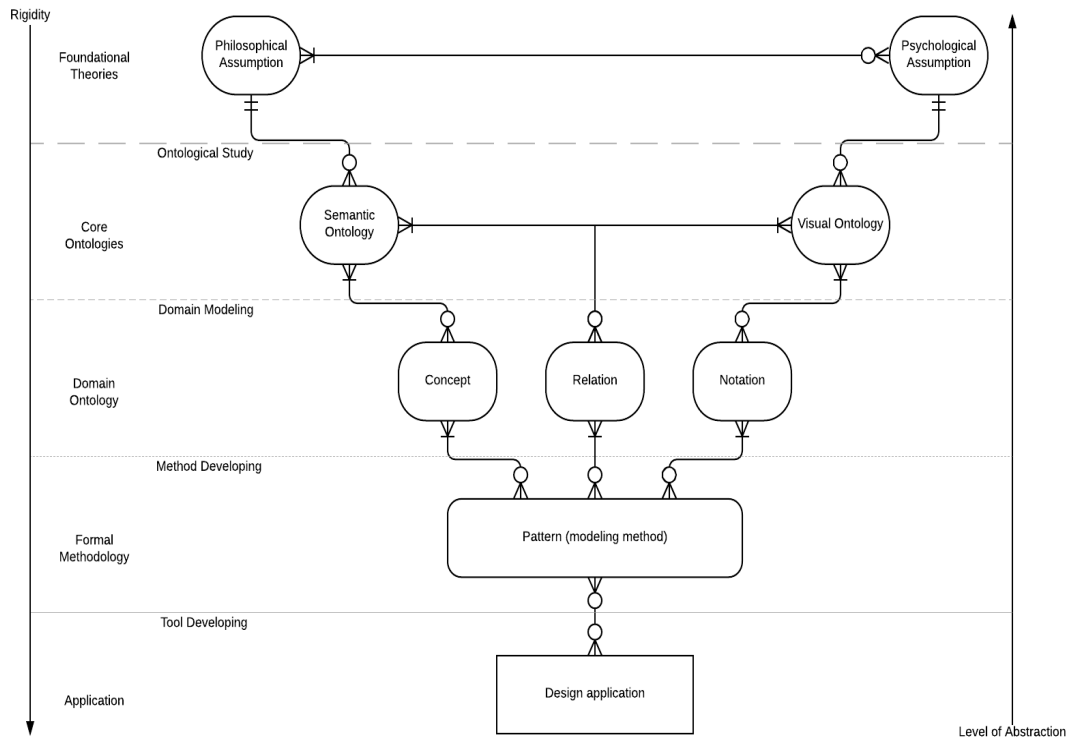 Rigidity
Foundational
Theories
Philosophical
Assumption
Psychological
Assumption
Ontological Study
Core
Ontologies
Semantic
Ontology
Visual Ontology
Domain Modeling
Domain
Ontology
Concept
Relation
Notation
Method Developing
Formal
Methodology
Pattern (modeling method)
Tool Developing
Application
Design application
Level of Abstraction